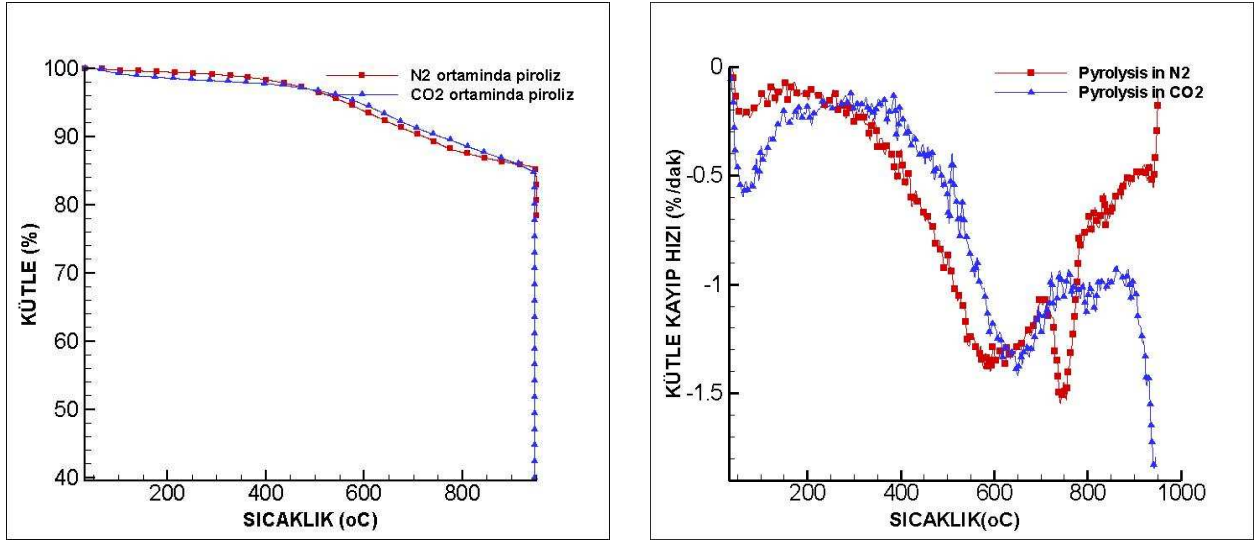 KÜTLE (%)
100
90
80
70
60
50
40
N2 ortaminda piroliz
CO2 ortaminda piroliz
200
400
600
800
SICAKLIK (oC)
KÜTLE KAYIP HIZI (%/dak)
0
-0.5
-1
-1.5
Pyrolysis in N2
Pyrolysis in CO2
200
400
600
800
1000
SICAKLIK(oC)